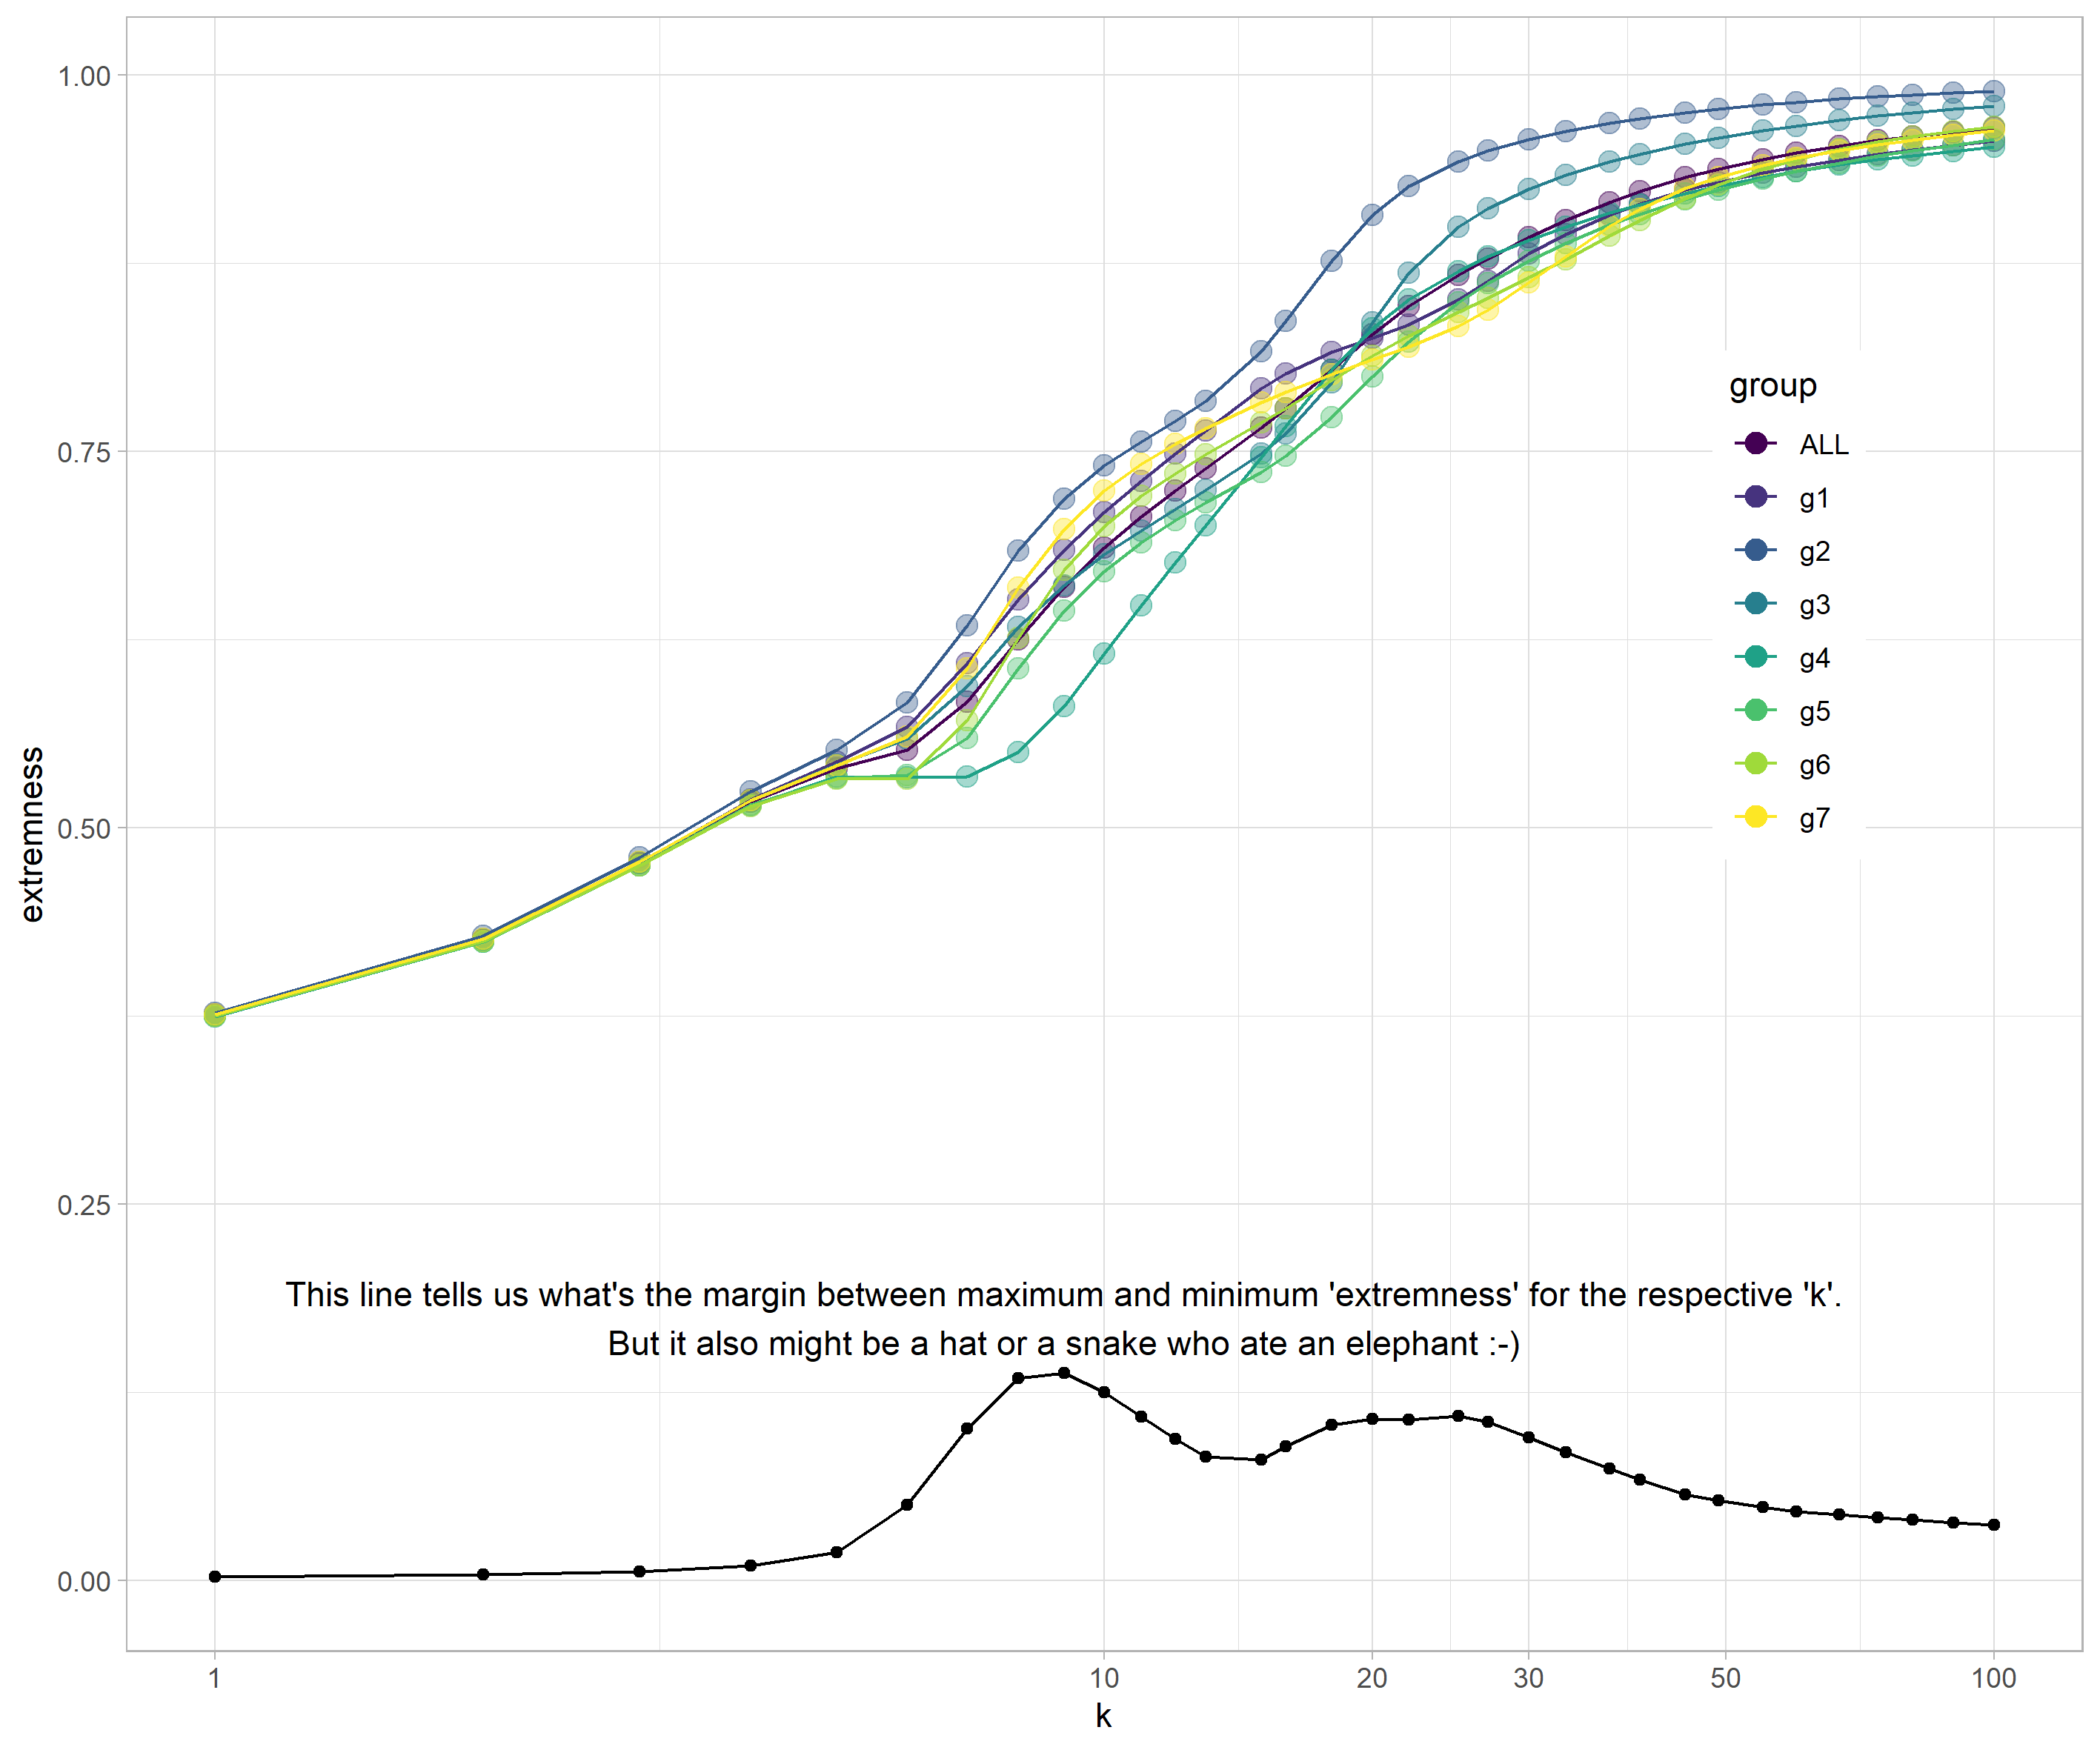 1.00
0.75
0.50
0.25
0.00
extremness
group
ALL
g1
g2
g3
g4
g5
g6
g7
This line tells us what's the margin between maximum and minimum 'extremness' for the respective 'k'.
But it also might be a hat or a snake who ate an elephant :-)
1 10 20 30 50 100
k